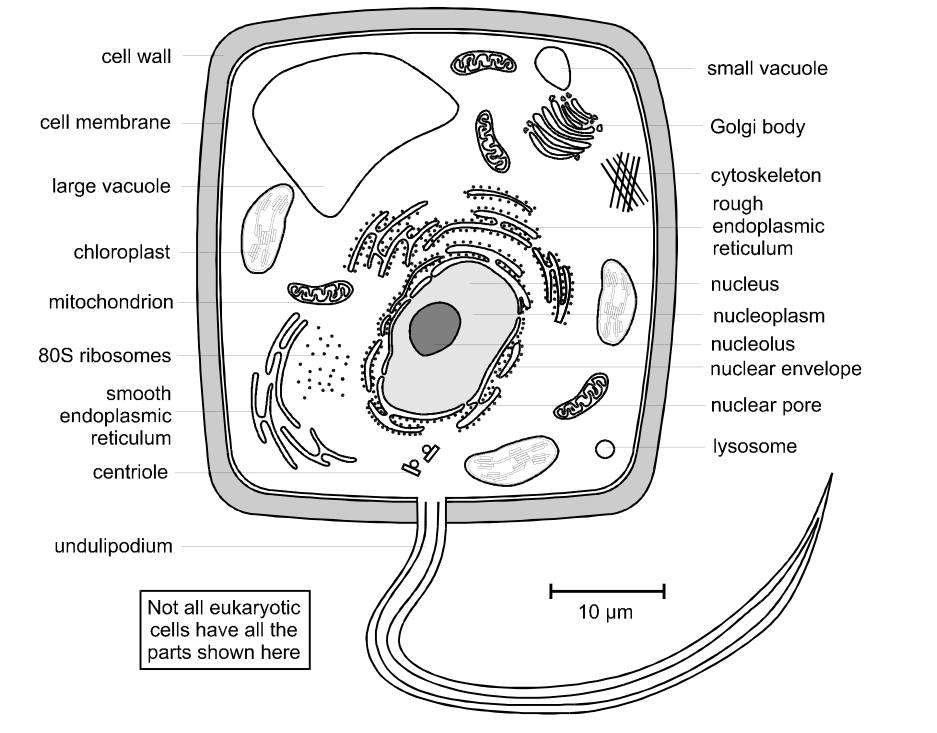 cell wall
cell membrane
large vacuole
chloroplast
mitochondrion
80S ribosomes
smooth
endoplasmic
reticulum
centriole
undulipodium
small vacuole
Golgi body
cytoskeleton
rough
endoplasmic
reticulum
nucleus
nucleoplasm
nucleolus
nuclear envelope
nuclear pore
lysosome
Not all eukaryotic
cells have all the
parts shown here
10 μm